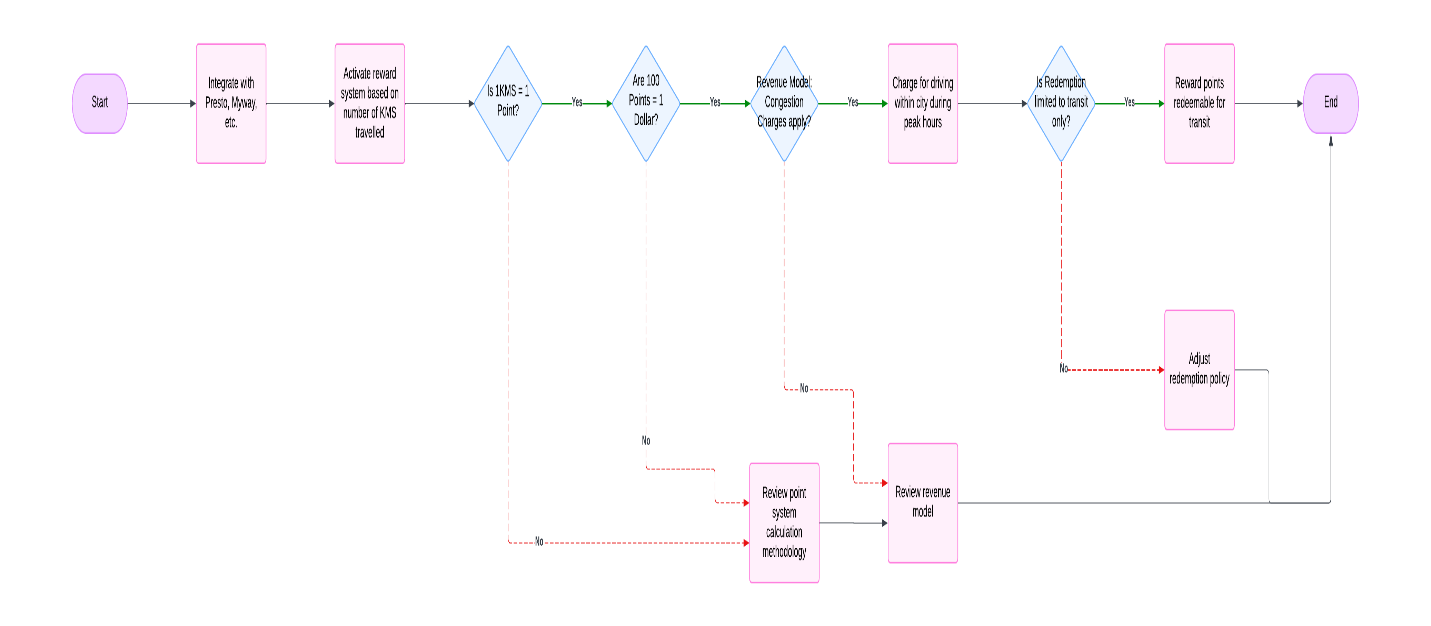 Start
Integrate with
Presto, Myway,
etc.
Activate reward
system based on
number of KMS
travelled
Is 1KMS = 1
Point?
Yes
Are 100
Points = 1
Dollar?
Yes
Revenue Model:
Congestion
Charges apply?
Yes
Charge for driving
within city during
peak hours
Is Redemption
limited to transit
only?
Yes
Reward points
redeemable for
transit
End
No
Adjust
redemption policy
No
No
Review point
system
calculation
methodology
Review revenue
model
No